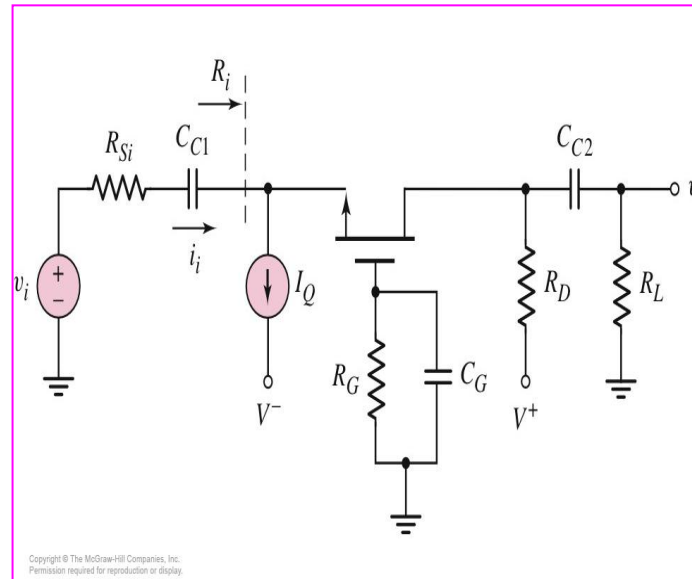 R_i
R_Si
C_C1
C_C2
i_i
v_i
+
−
I_Q
R_D
R_L
R_G
C_G
V^−
V^+
Copyright © The McGraw-Hill Companies, Inc.
Permission required for reproduction or display.